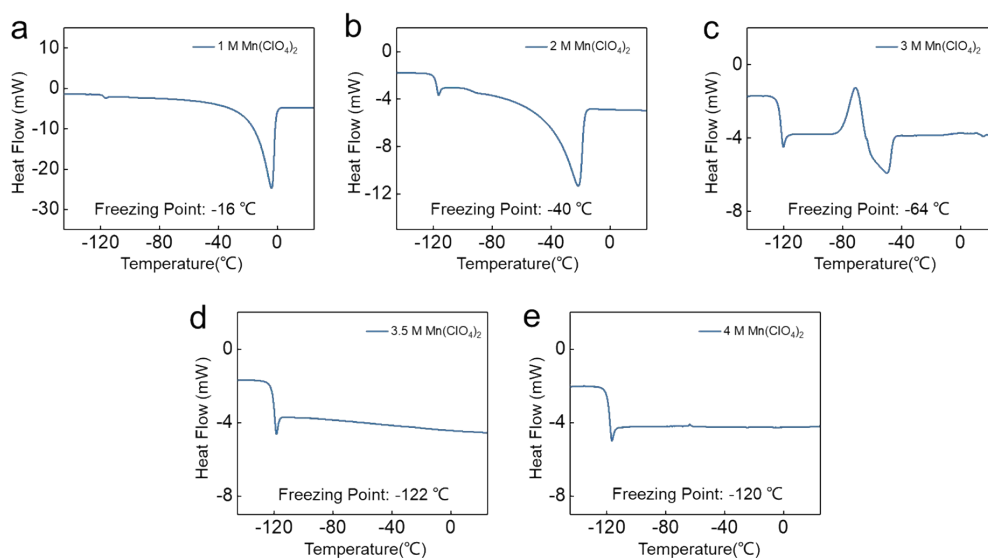 a
1 M Mn(ClO₄)₂
10
0
-10
-20
-30
Heat Flow (mW)
Freezing Point: -16 ℃
-120
-80
-40
0
Temperature(℃)
b
2 M Mn(ClO₄)₂
0
-4
-8
-12
Heat Flow (mW)
Freezing Point: -40 ℃
-120
-80
-40
0
Temperature(℃)
c
3 M Mn(ClO₄)₂
0
-4
-8
Heat Flow (mW)
Freezing Point: -64 ℃
-120
-80
-40
0
Temperature(℃)
d
3.5 M Mn(ClO₄)₂
0
-4
-8
Heat Flow (mW)
Freezing Point: -122 ℃
-120
-80
-40
0
Temperature(℃)
e
4 M Mn(ClO₄)₂
0
-4
-8
Heat Flow (mW)
Freezing Point: -120 ℃
-120
-80
-40
0
Temperature(℃)